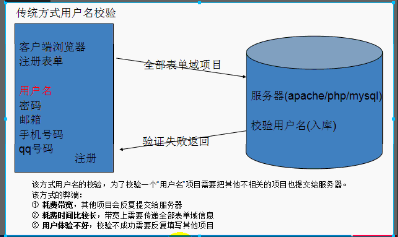 传统方式用户名校验
客户端浏览器
注册表单
用户名
密码
邮箱
手机号码
qq号码
注册
全部表单域项目
验证失败返回
服务器(apache/php/mysql)
校验用户名(入库)
该方式用户名的校验，为了校验一个“用户名”项目需要把其他不相关的项目也提交给服务器。
该方式的弊端：
① 耗费带宽，其他项目会反复提交给服务器
② 耗费时间比较长，带宽上需要传递全部表单域信息
③ 用户体验不好，校验不成功需要反复填写其他项目